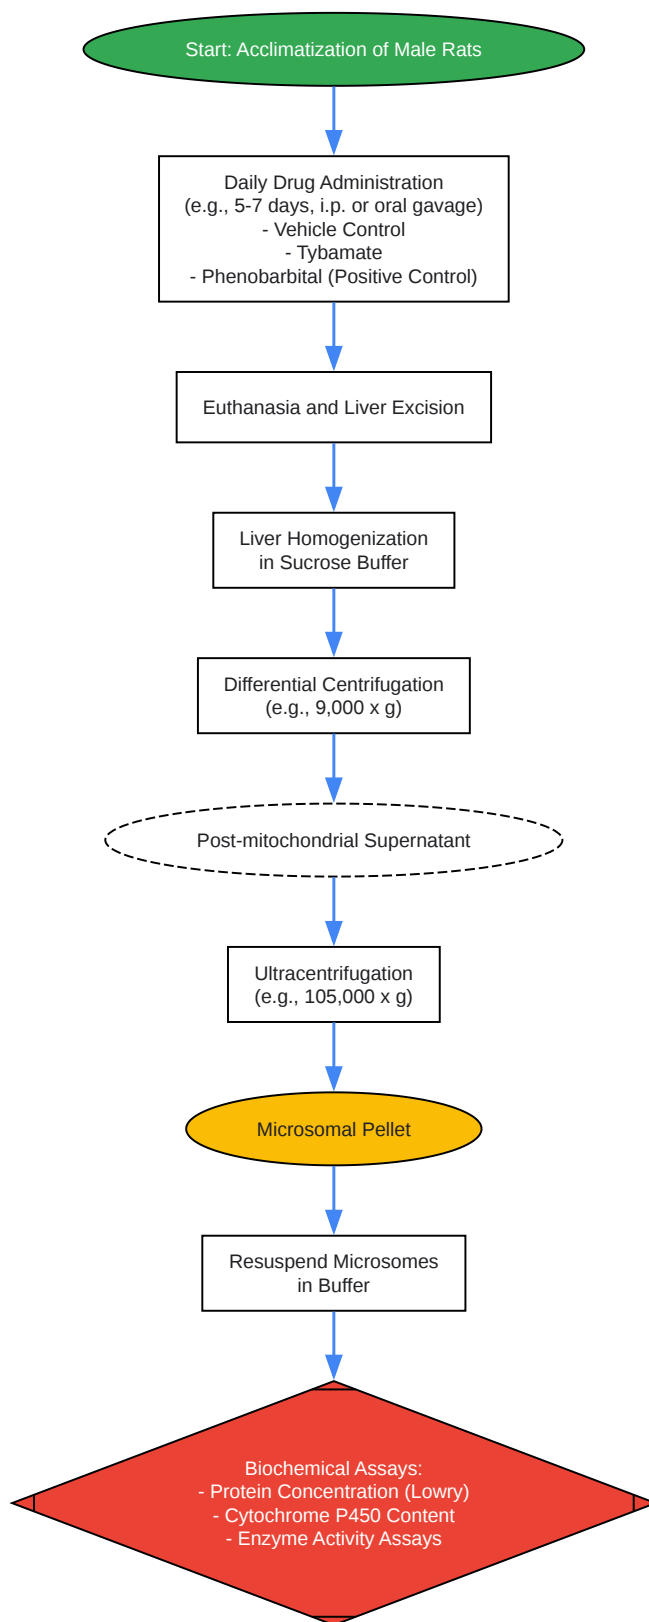 Start: Acclimatization of Male Rats
Daily Drug Administration
(e.g., 5-7 days, i.p. or oral gavage)
- Vehicle Control
- Tybamate
- Phenobarbital (Positive Control)
Euthanasia and Liver Excision
Liver Homogenization
in Sucrose Buffer
Differential Centrifugation
(e.g., 9,000 x g)
Post-mitochondrial Supernatant
Ultracentrifugation
(e.g., 105,000 x g)
Microsomal Pellet
Resuspend Microsomes
in Buffer
Biochemical Assays:
- Protein Concentration (Lowry)
- Cytochrome P450 Content
- Enzyme Activity Assays